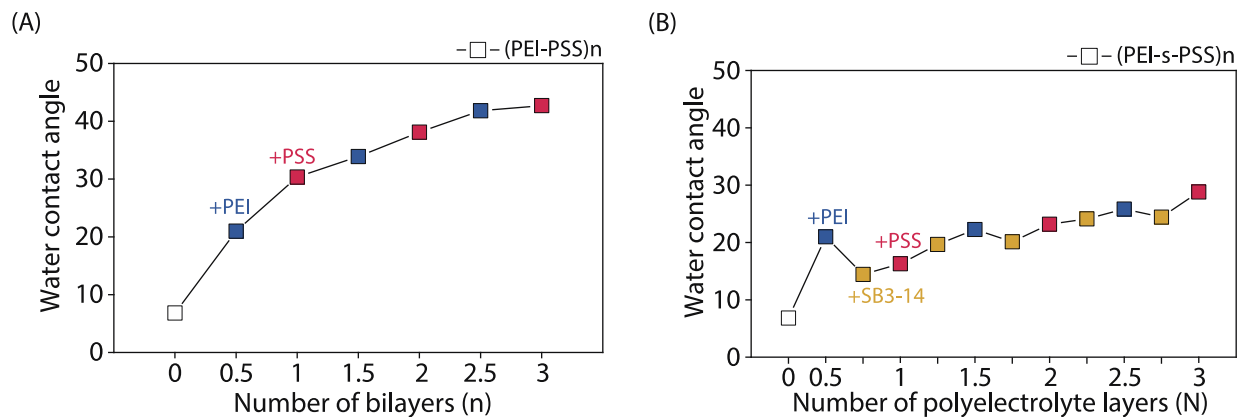 (A)
–□–(PEI-PSS)n
50
40
30
20
10
0
Water contact angle
+PEI
+PSS
0 0.5 1 1.5 2 2.5 3
Number of bilayers (n)
(B)
–□–(PEI-s-PSS)n
50
40
30
20
10
0
Water contact angle
+PEI
+PSS
+SB3-14
0 0.5 1 1.5 2 2.5 3
Number of polyelectrolyte layers (N)